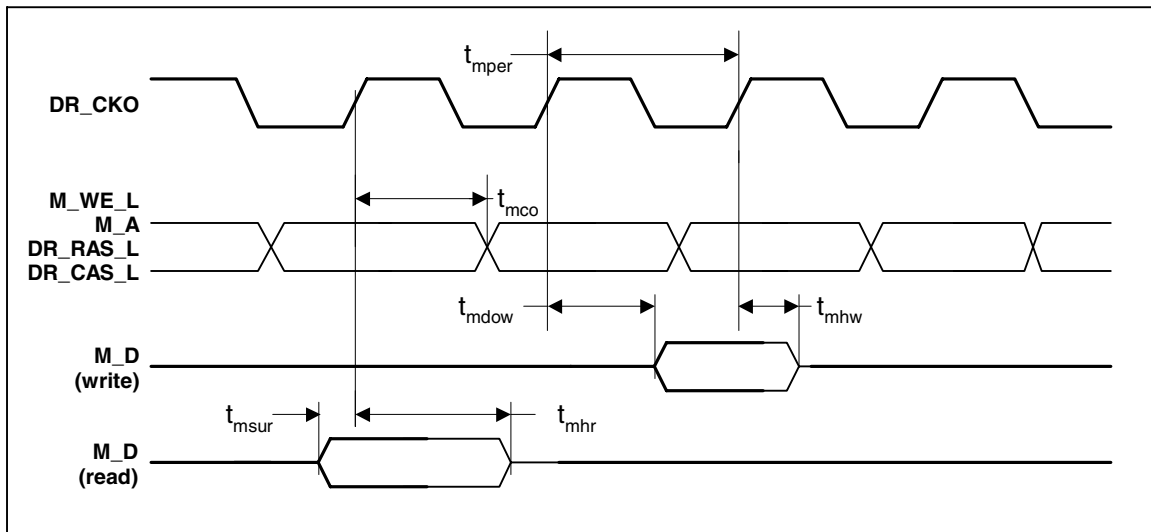 t_mper
DR_CKO
M_WE_L
t_mco
M_A
DR_RAS_L
DR_CAS_L
t_mdow
t_mhw
M_D
(write)
t_msur
t_mhr
M_D
(read)